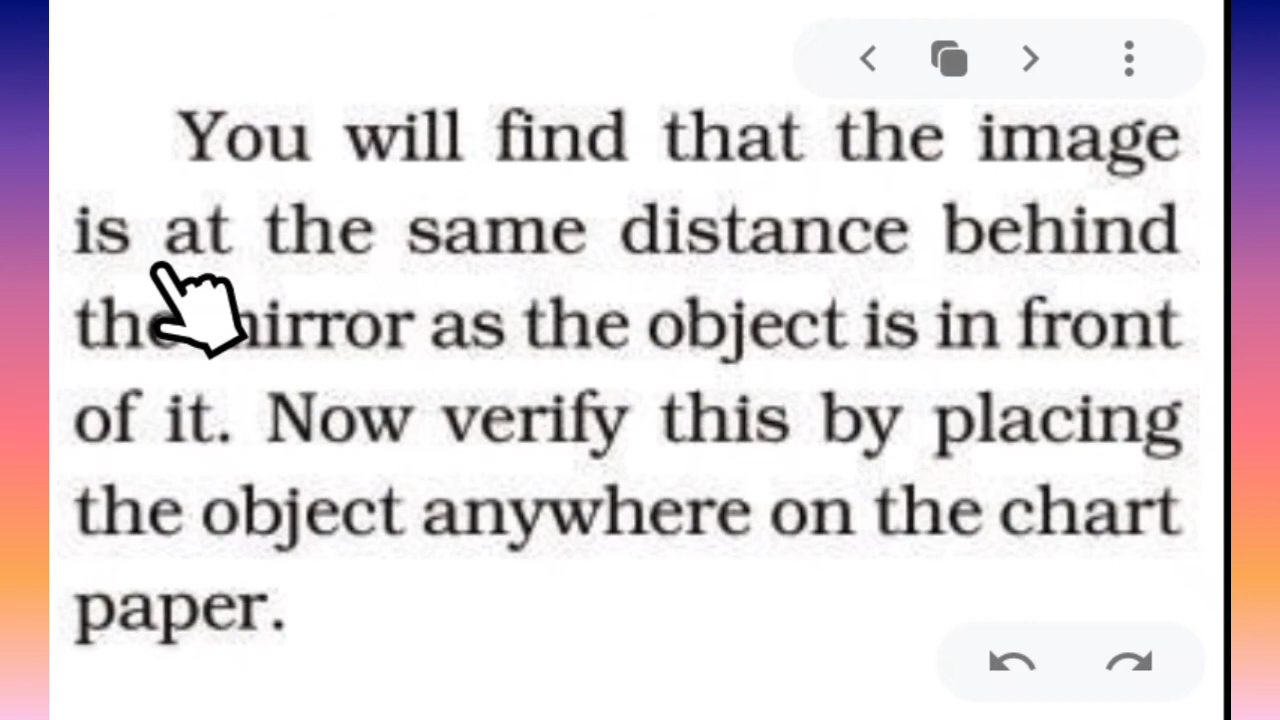 You will find that the image
is at the same distance behind
the mirror as the object is in front
of it. Now verify this by placing
the object anywhere on the chart
paper.